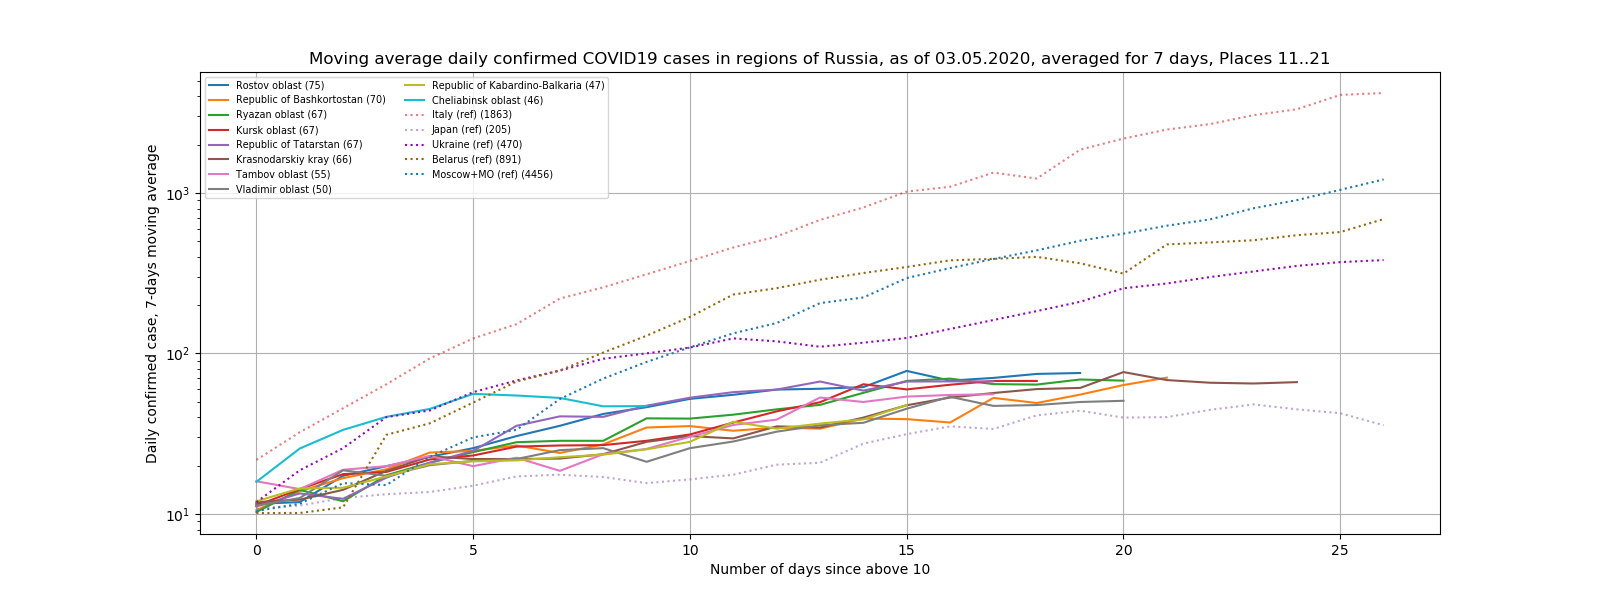 Moving average daily confirmed COVID19 cases in regions of Russia, as of 03.05.2020, averaged for 7 days, Places 11..21
Rostov oblast (75)
Republic of Bashkortostan (70)
Ryazan oblast (67)
Kursk oblast (67)
Republic of Tatarstan (67)
Krasnodarskiy kray (66)
Tambov oblast (55)
Vladimir oblast (50)
Republic of Kabardino-Balkaria (47)
Cheliabinsk oblast (46)
Italy (ref) (1863)
Japan (ref) (205)
Ukraine (ref) (470)
Belarus (ref) (891)
Moscow+MO (ref) (4456)
Daily confirmed case, 7-days moving average
10³
10²
10¹
0 5 10 15 20 25
Number of days since above 10